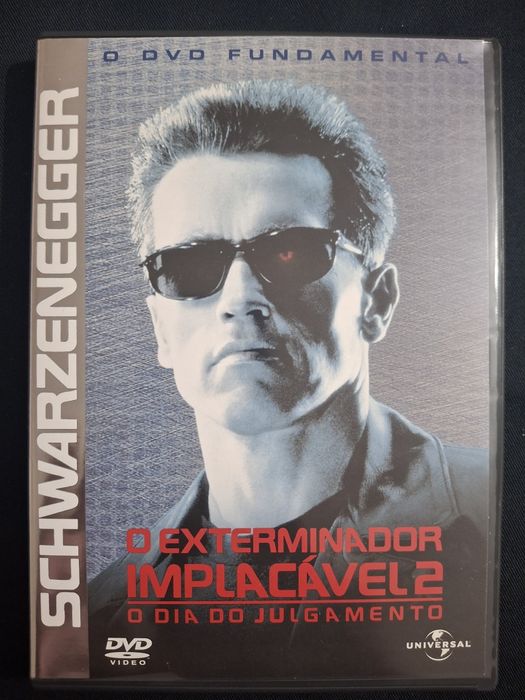 O DVD FUNDAMENTAL
SCHWARZENEGGER
O EXTERMINADOR
IMPLACÁVEL 2
O DIA DO JULGAMENTO
DVD
VIDEO
UNIVERSAL